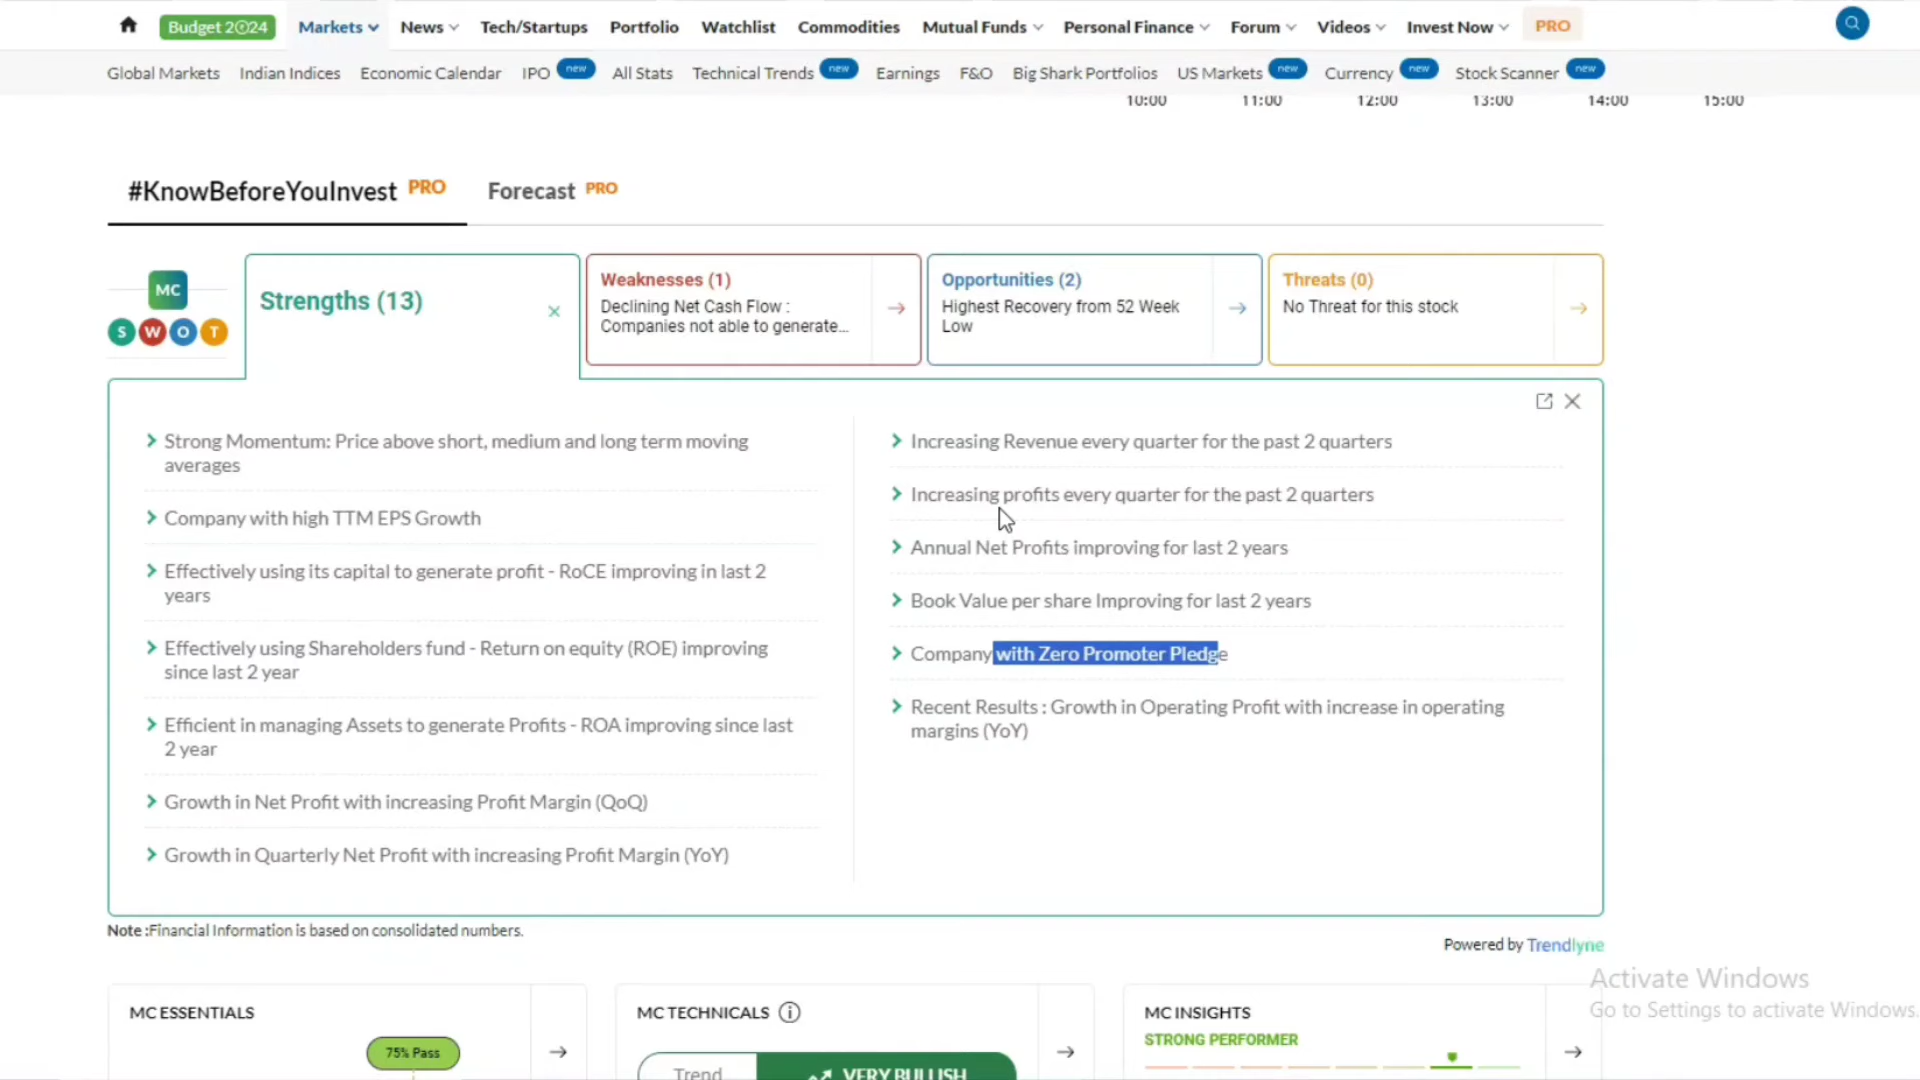 Budget 2024 Markets News Tech/Startups Portfolio Watchlist Commodities Mutual Funds Personal Finance Forum Videos Invest Now PRO
Global Markets Indian Indices Economic Calendar IPO new All Stats Technical Trends new Earnings F&O Big Shark Portfolios US Markets new Currency new Stock Scanner new
10:00 11:00 12:00 13:00 14:00 15:00
#KnowBeforeYouInvest PRO Forecast PRO
MC
S W O T
Strengths (13)
Weaknesses (1)
Declining Net Cash Flow :
Companies not able to generate...
Opportunities (2)
Highest Recovery from 52 Week
Low
Threats (0)
No Threat for this stock
Strong Momentum: Price above short, medium and long term moving
averages
Company with high TTM EPS Growth
Effectively using its capital to generate profit - RoCE improving in last 2
years
Effectively using Shareholders fund - Return on equity (ROE) improving
since last 2 year
Efficient in managing Assets to generate Profits - ROA improving since last
2 year
Growth in Net Profit with increasing Profit Margin (QoQ)
Growth in Quarterly Net Profit with increasing Profit Margin (YoY)
Increasing Revenue every quarter for the past 2 quarters
Increasing profits every quarter for the past 2 quarters
Annual Net Profits improving for last 2 years
Book Value per share Improving for last 2 years
Company with Zero Promoter Pledge
Recent Results : Growth in Operating Profit with increase in operating
margins (YoY)
Note :Financial Information is based on consolidated numbers.
Powered by Trendlyne
Activate Windows
Go to Settings to activate Windows.
MC ESSENTIALS
75% Pass
MC TECHNICALS
Trend VERY BULLISH
MC INSIGHTS
STRONG PERFORMER